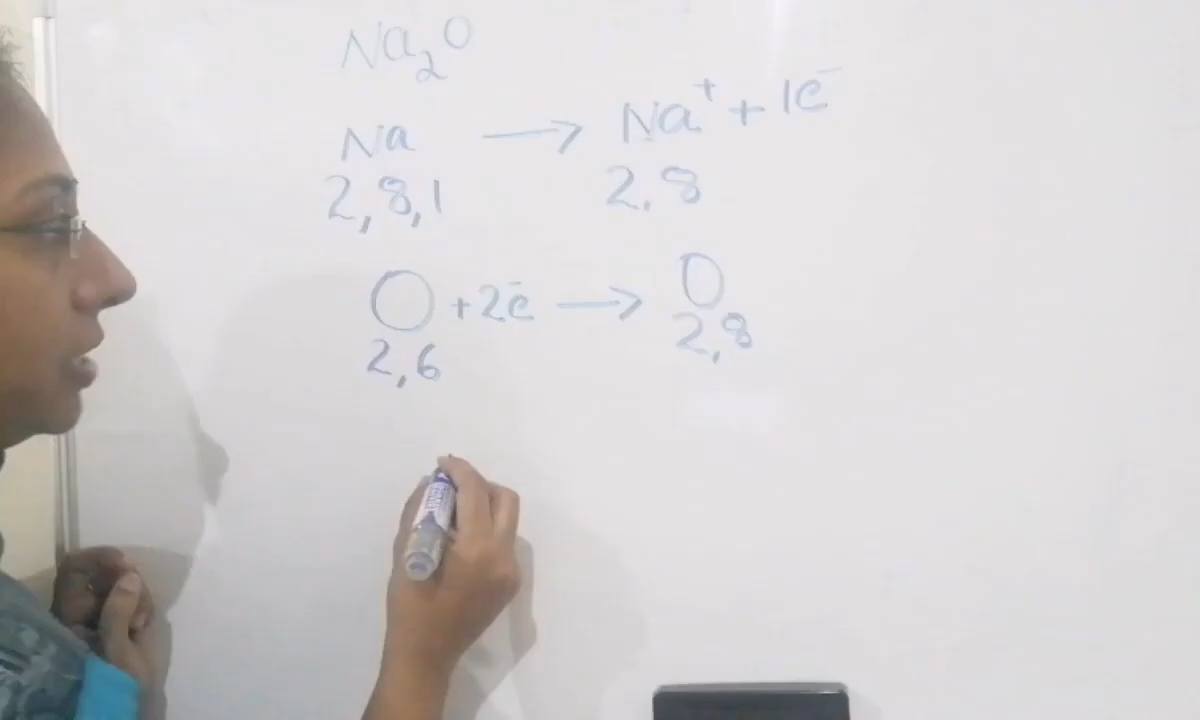 Na₂O
Na → Na⁺ + 1e⁻
2,8,1 2,8
O + 2e⁻ → O
2,6 2,8